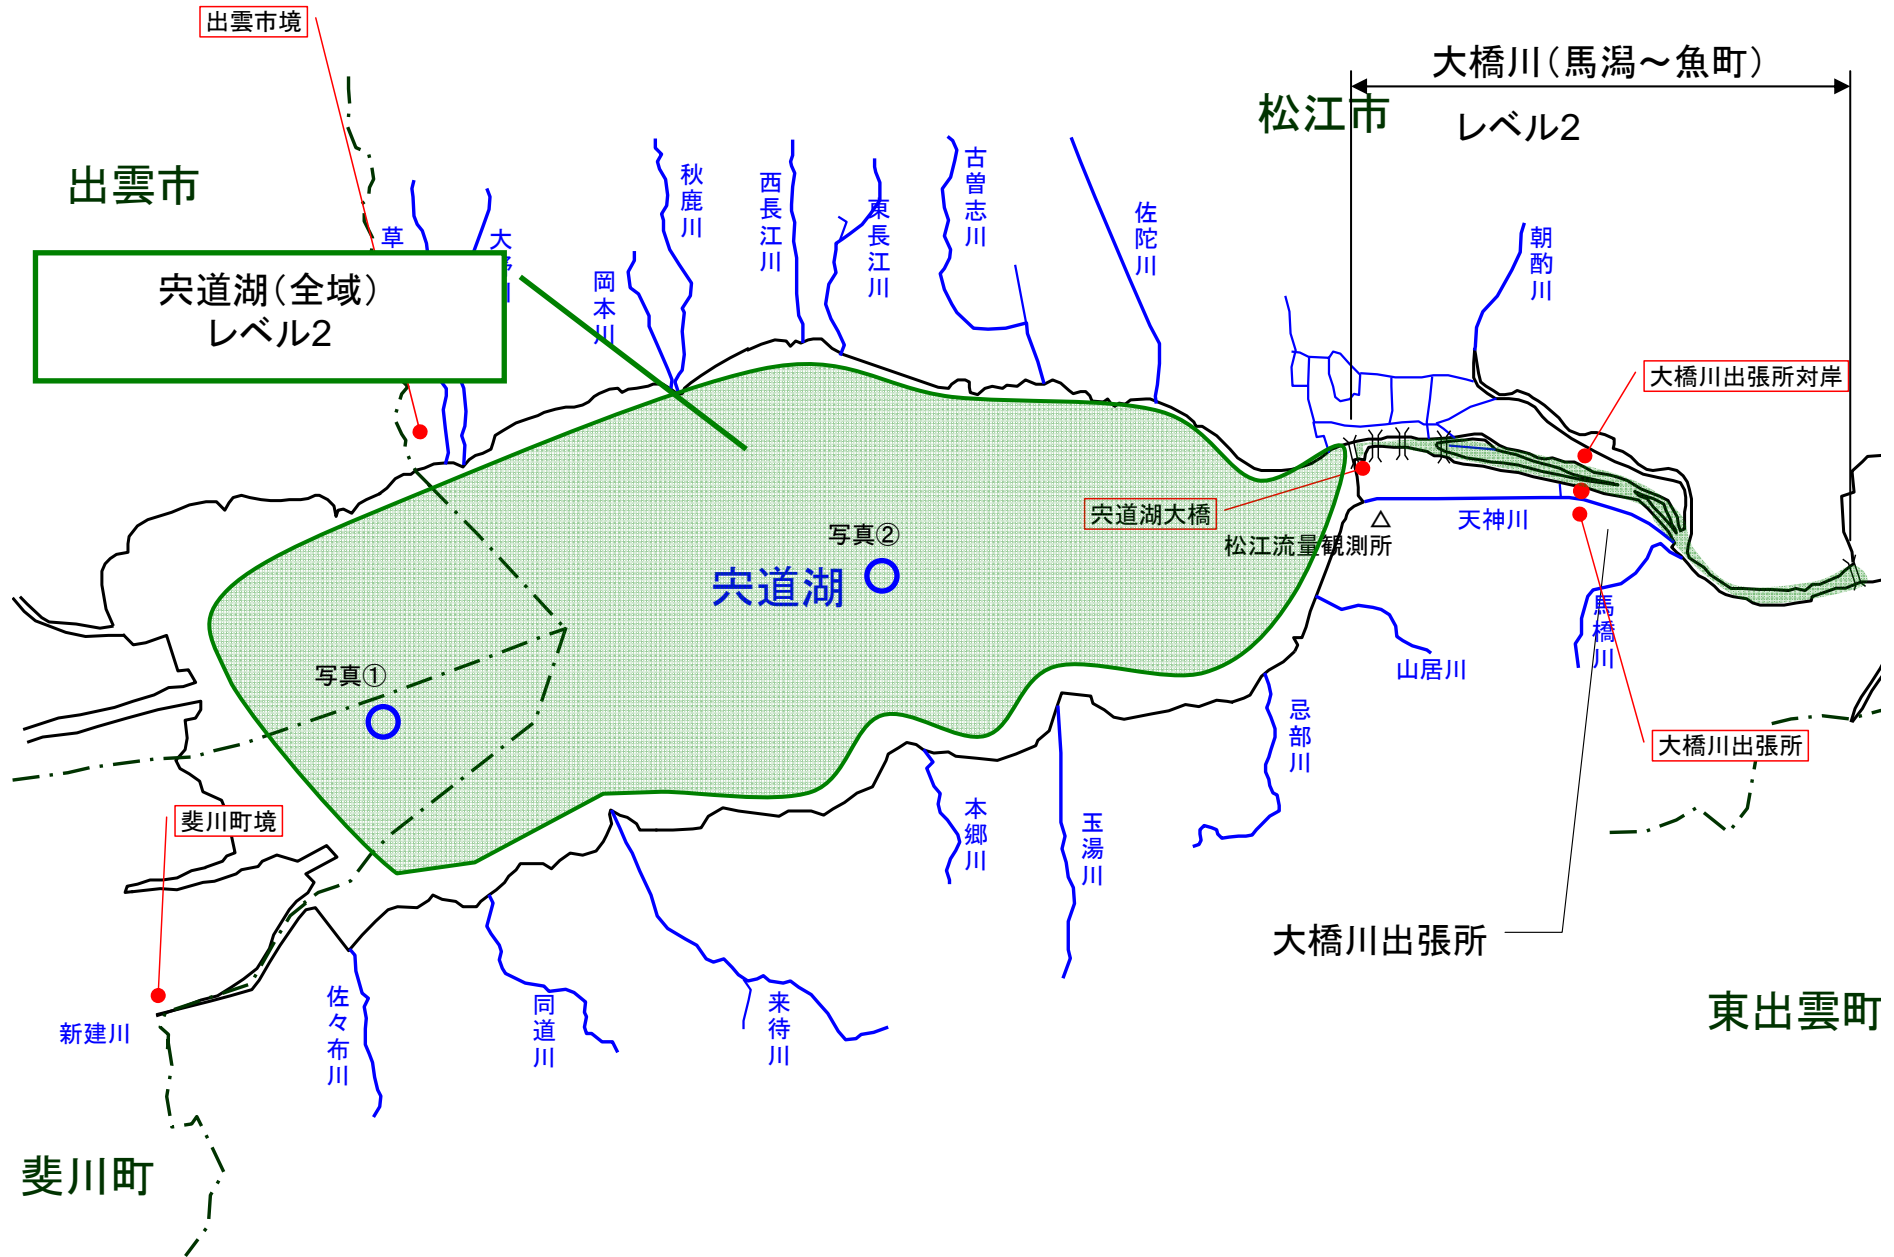 出雲市境
大橋川（馬潟～魚町）
松江市
レベル2
出雲市
秋鹿川
西長江川
東長江川
古曽志川
佐陀川
朝酌川
草
大
岡本川
宍道湖（全域）
レベル2
大橋川出張所対岸
宍道湖大橋
天神川
松江流量観測所
写真②
宍道湖
馬橋川
山居川
写真①
忌部川
大橋川出張所
斐川町境
本郷川
玉湯川
大橋川出張所
佐々布川
同道川
来待川
新建川
東出雲町
斐川町